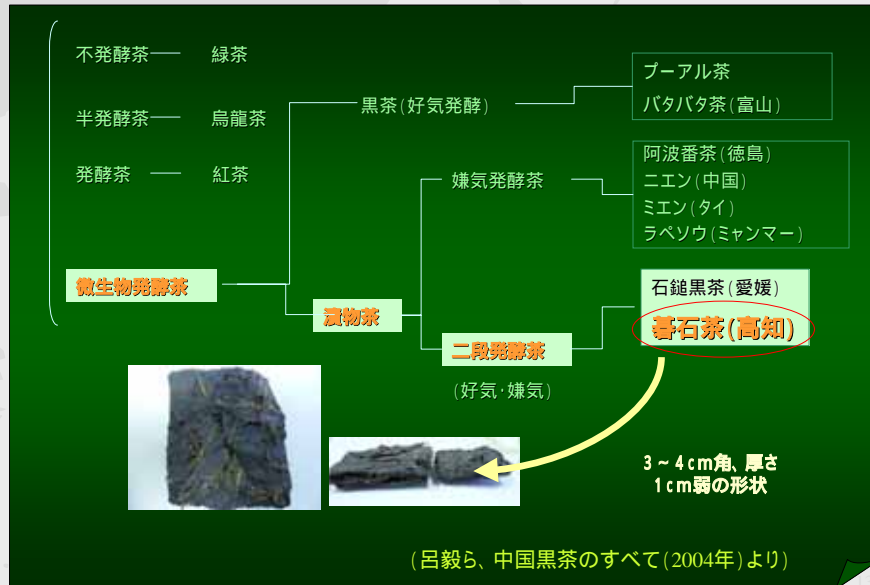 不発酵茶 緑茶
半発酵茶 烏龍茶
発酵茶 紅茶
微生物発酵茶
黒茶(好気発酵)
プーアル茶
バタバタ茶(富山)
漬物茶
嫌気発酵茶
阿波番茶(徳島)
ニエン(中国)
ミエン(タイ)
ラペソウ(ミャンマー)
二段発酵茶
(好気・嫌気)
石鎚黒茶(愛媛)
碁石茶(高知)
3~4cm角、厚さ
1cm弱の形状
(呂毅ら、中国黒茶のすべて(2004年)より)